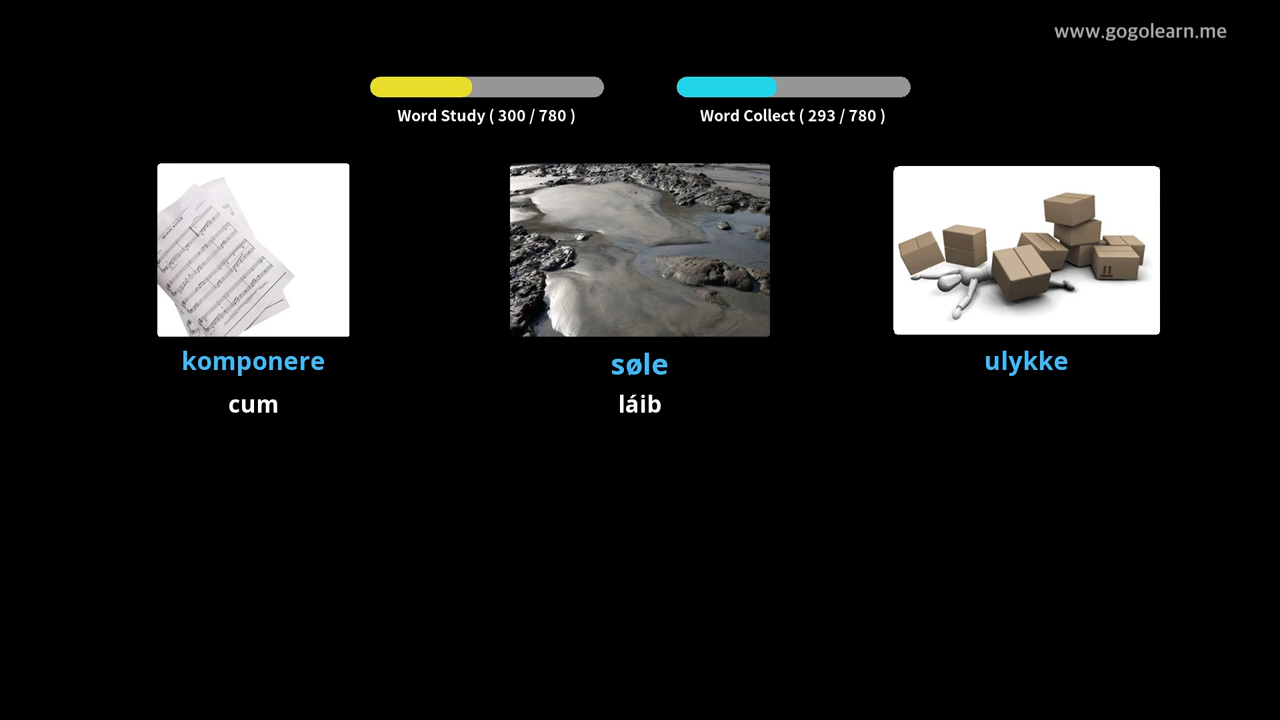 www.gogolearn.me
Word Study ( 300 / 780 )
Word Collect ( 293 / 780 )
komponere
cum
søle
láib
ulykke